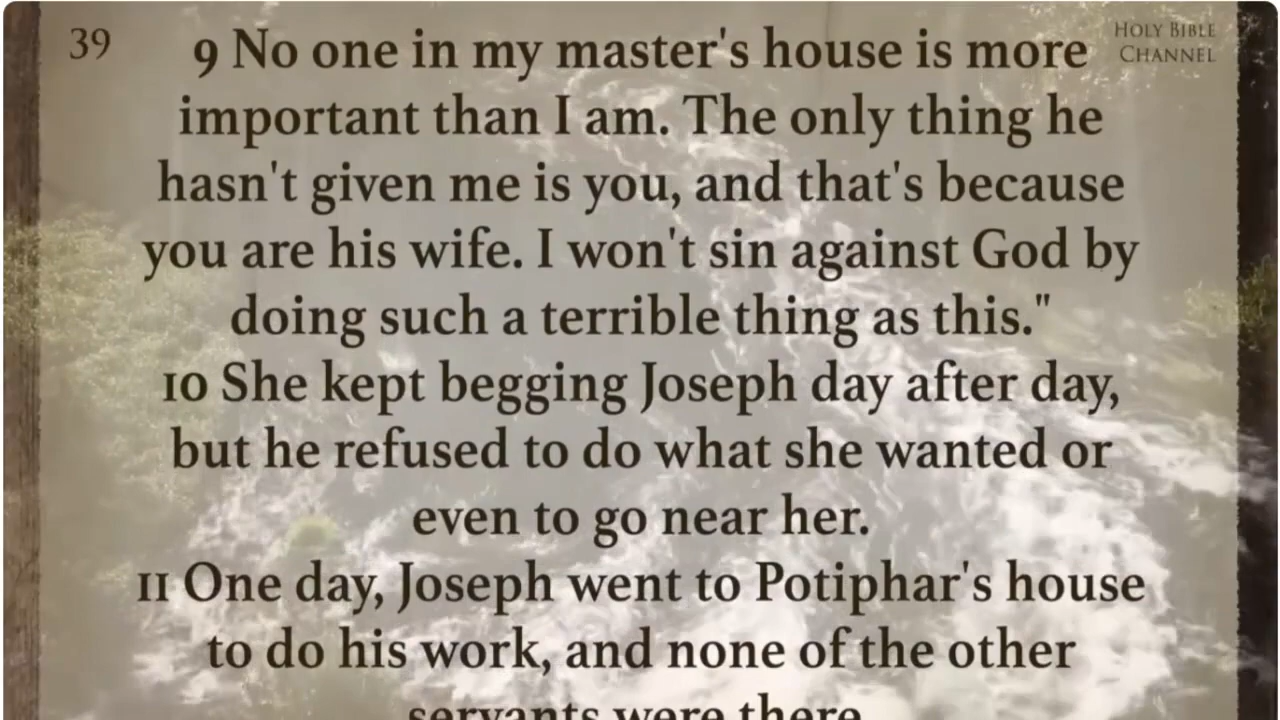 39
HOLY BIBLE
CHANNEL
9 No one in my master's house is more
important than I am. The only thing he
hasn't given me is you, and that's because
you are his wife. I won't sin against God by
doing such a terrible thing as this."
10 She kept begging Joseph day after day,
but he refused to do what she wanted or
even to go near her.
11 One day, Joseph went to Potiphar's house
to do his work, and none of the other
servants were there.